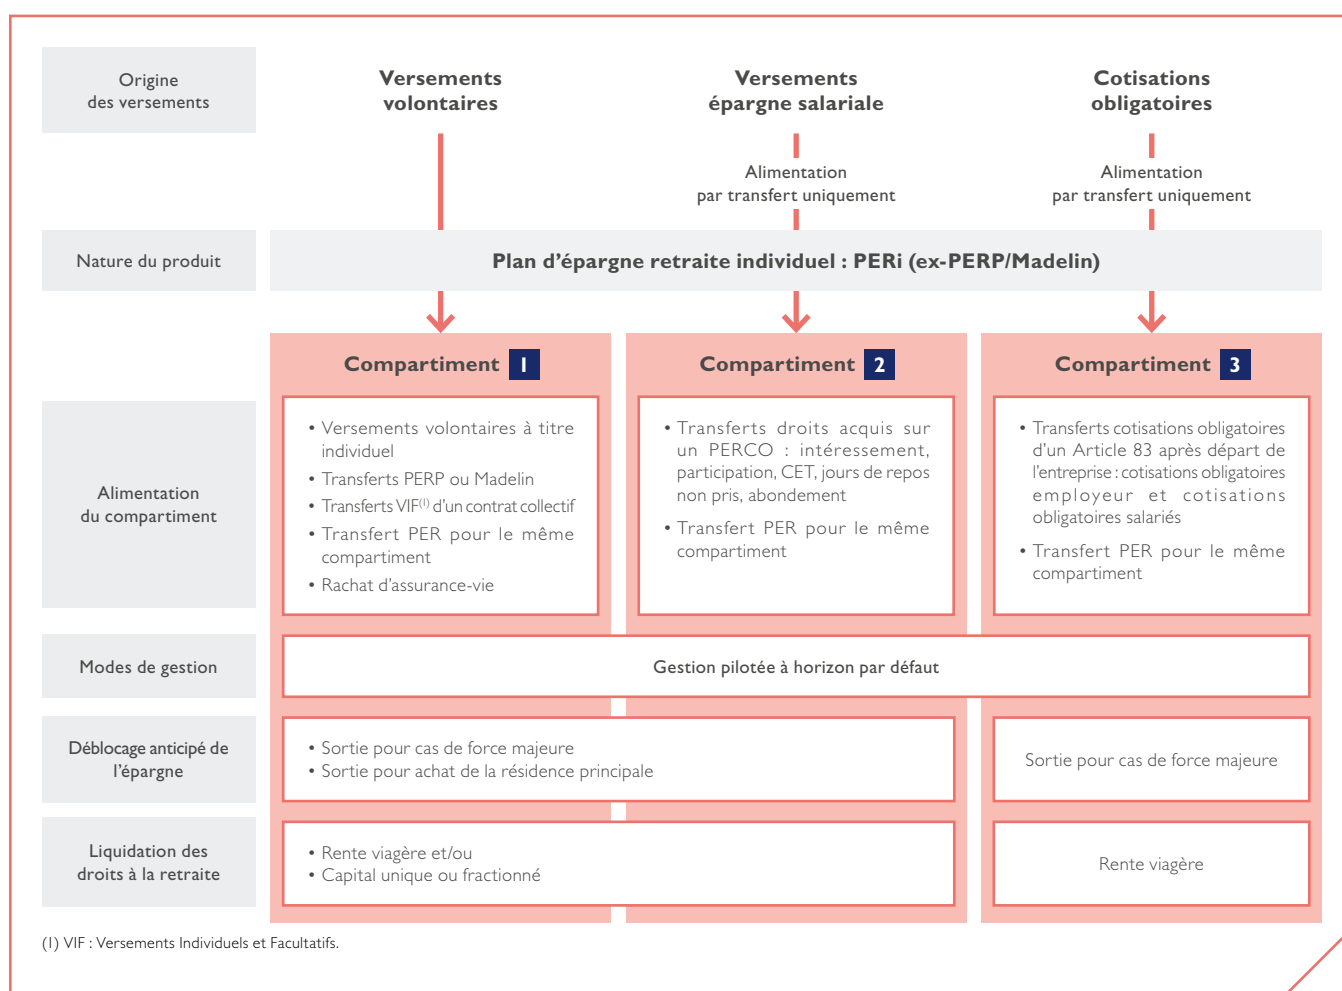 Origine
des versements
Versements
volontaires
Versements
épargne salariale
Cotisations
obligatoires
Alimentation
par transfert uniquement
Alimentation
par transfert uniquement
Nature du produit
Plan d’épargne retraite individuel : PERi (ex-PERP/Madelin)
Compartiment 1
Compartiment 2
Compartiment 3
Alimentation
du compartiment
• Versements volontaires à titre
individuel
• Transferts PERP ou Madelin
• Transferts VIF(1) d’un contrat collectif
• Transfert PER pour le même
compartiment
• Rachat d’assurance-vie
• Transferts droits acquis sur
un PERCO : intéressement,
participation, CET, jours de repos
non pris, abondement
• Transfert PER pour le même
compartiment
• Transferts cotisations obligatoires
d’un Article 83 après départ de
l’entreprise : cotisations obligatoires
employeur et cotisations
obligatoires salariés
• Transfert PER pour le même
compartiment
Modes de gestion
Gestion pilotée à horizon par défaut
Déblocage anticipé de
l’épargne
• Sortie pour cas de force majeure
• Sortie pour achat de la résidence principale
Sortie pour cas de force majeure
Liquidation des
droits à la retraite
• Rente viagère et/ou
• Capital unique ou fractionné
Rente viagère
(1) VIF : Versements Individuels et Facultatifs.